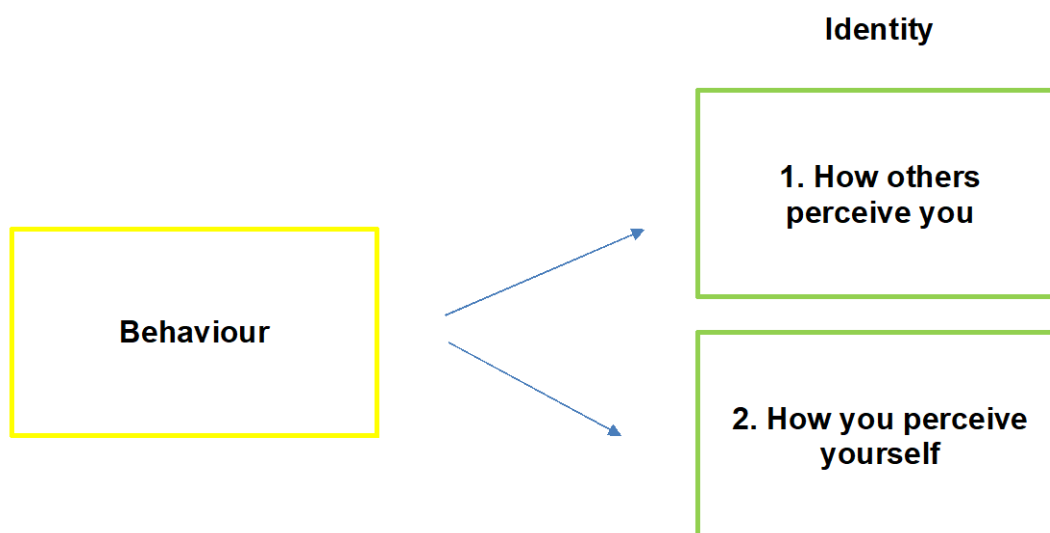 Identity
1. How others
perceive you
Behaviour
2. How you perceive
yourself